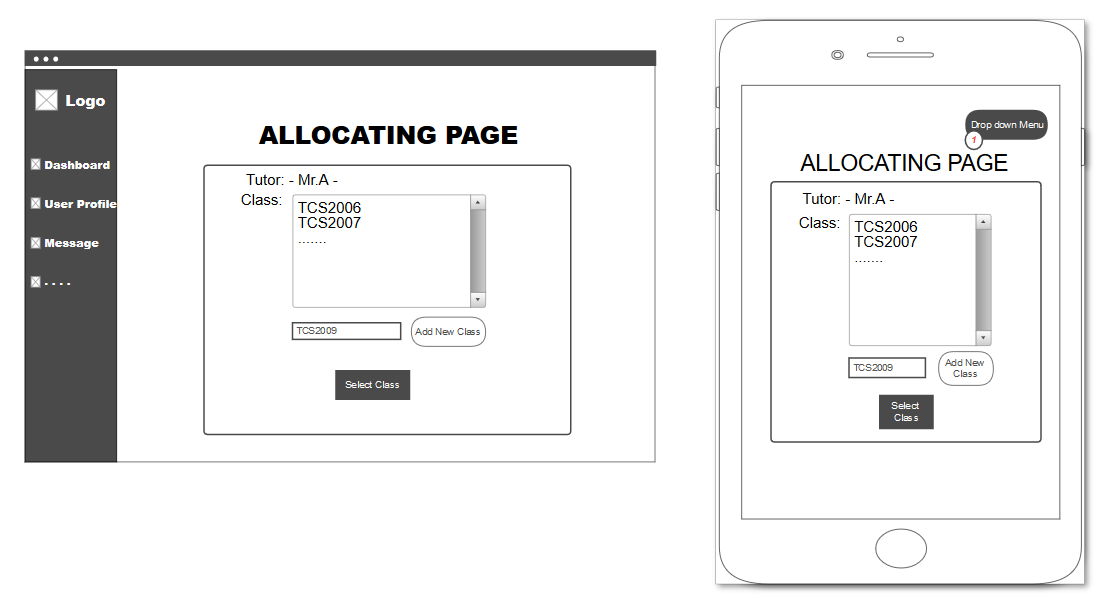 Logo
Dashboard
User Profile
Message
. . . .
ALLOCATING PAGE
Tutor: - Mr.A -
Class:
TCS2006
TCS2007
.......
TCS2009
Add New Class
Select Class
Drop down Menu
1
ALLOCATING PAGE
Tutor: - Mr.A -
Class:
TCS2006
TCS2007
.......
TCS2009
Add New
Class
Select
Class